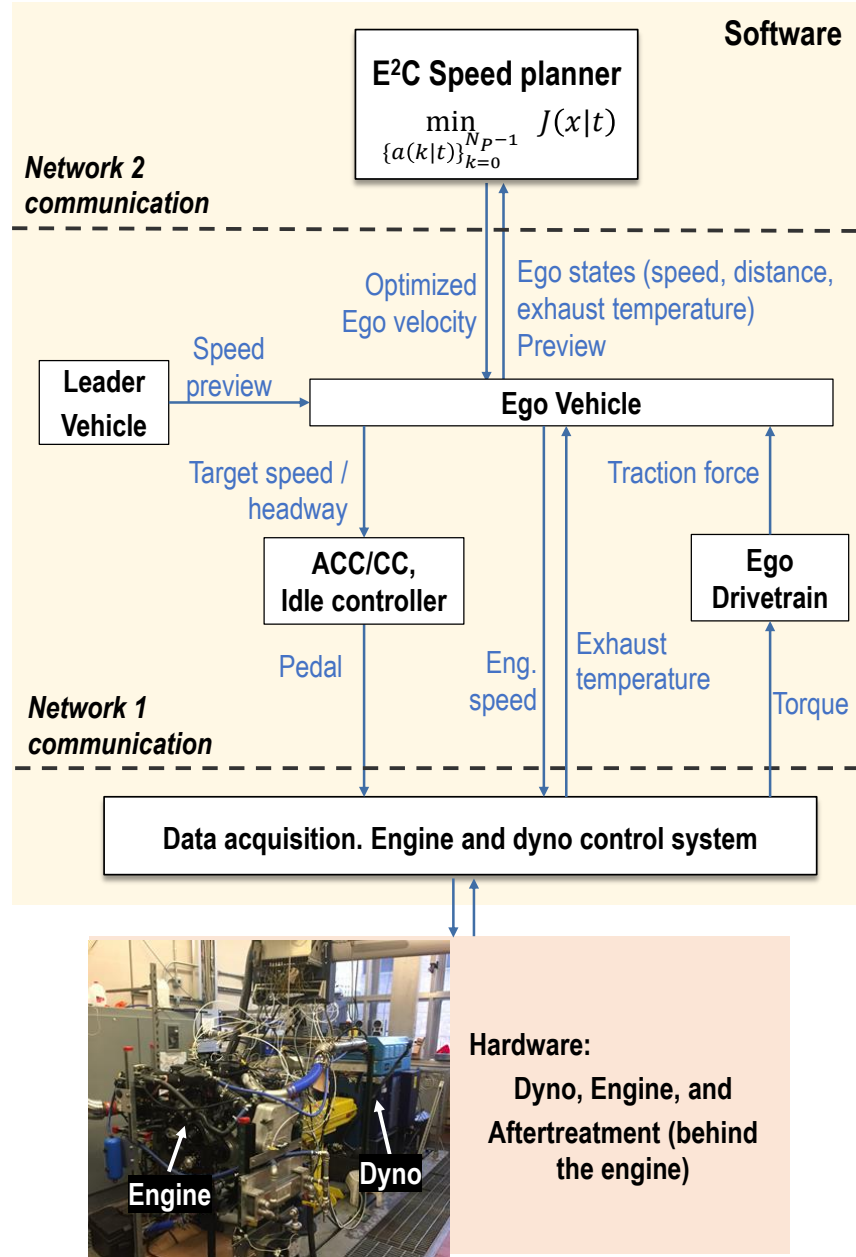 Software
E²C Speed planner
min J(x|t)
{a(k|t)}_{k=0}^{N_P−1}
Network 2
communication
Optimized
Ego velocity
Ego states (speed, distance,
exhaust temperature)
Preview
Speed
preview
Leader
Vehicle
Ego Vehicle
Target speed /
headway
Traction force
ACC/CC,
Idle controller
Ego
Drivetrain
Pedal
Eng.
speed
Exhaust
temperature
Torque
Network 1
communication
Data acquisition. Engine and dyno control system
Hardware:
Dyno, Engine, and
Aftertreatment (behind
the engine)
Engine
Dyno